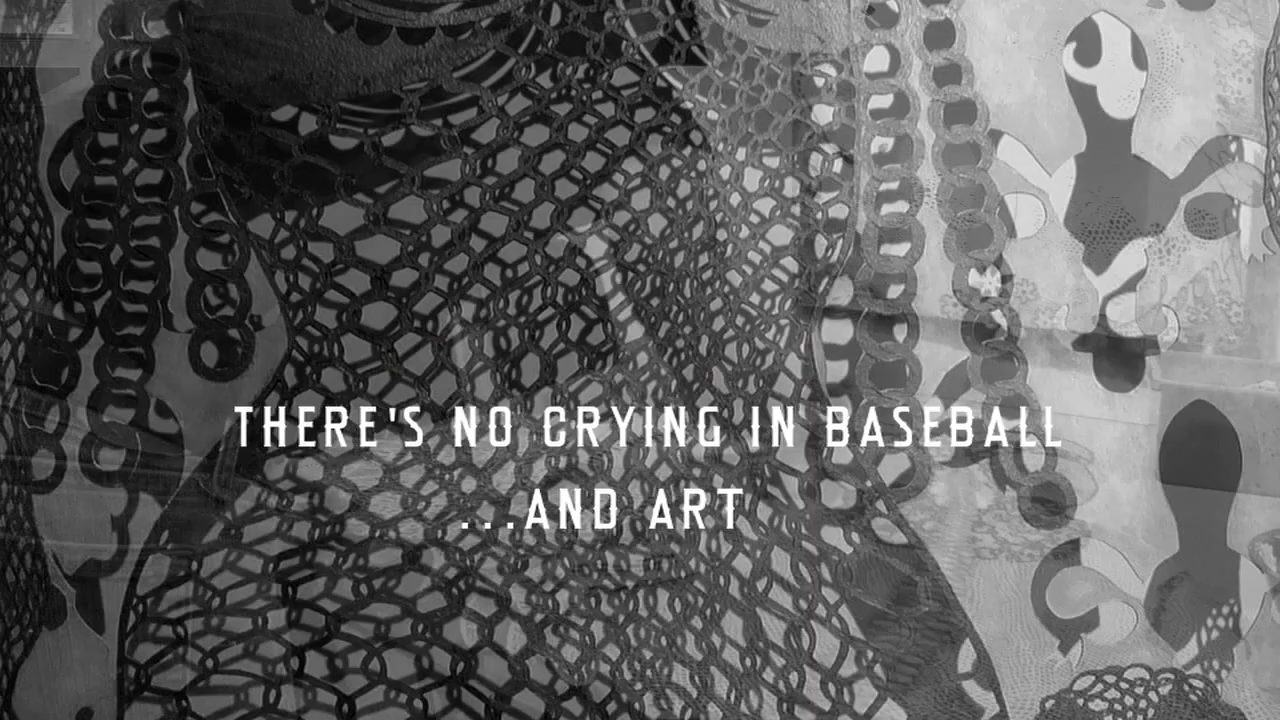 THERE'S NO CRYING IN BASEBALL
...AND ART